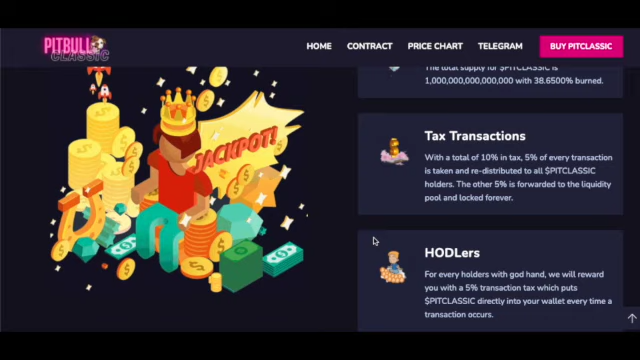 PITBULL
CLASSIC
HOME
CONTRACT
PRICE CHART
TELEGRAM
BUY PITCLASSIC
JACKPOT!
The total supply for $PITCLASSIC is
1,000,000,000,000,000 with 38.6500% burned.
Tax Transactions
With a total of 10% in tax, 5% of every transaction
is taken and re-distributed to all $PITCLASSIC
holders. The other 5% is forwarded to the liquidity
pool and locked forever.
HODLers
For every holders with god hand, we will reward
you with a 5% transaction tax which puts
$PITCLASSIC directly into your wallet every time a
transaction occurs.